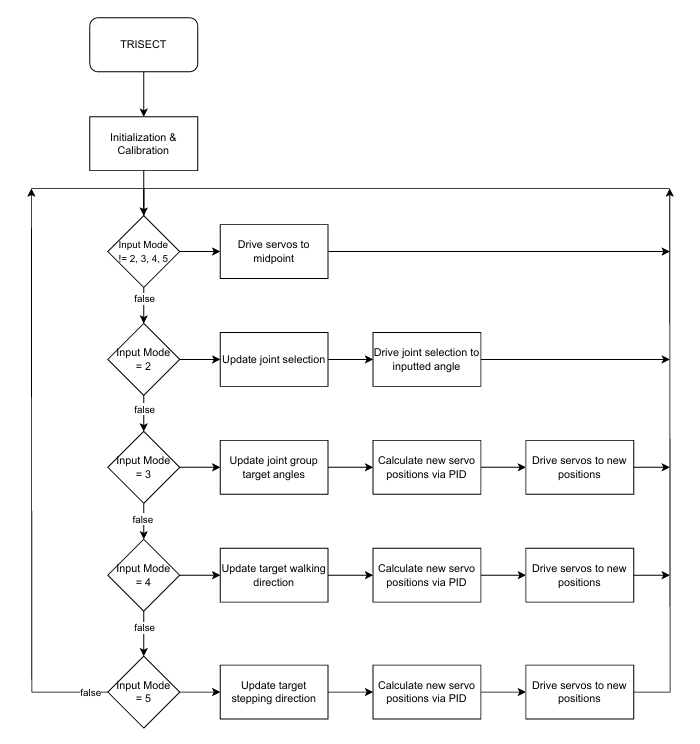 TRISECT
Initialization &
Calibration
Input Mode
!= 2, 3, 4, 5
Drive servos to
midpoint
false
Input Mode
= 2
Update joint selection
Drive joint selection to
inputted angle
false
Input Mode
= 3
Update joint group
target angles
Calculate new servo
positions via PID
Drive servos to new
positions
false
Input Mode
= 4
Update target walking
direction
Calculate new servo
positions via PID
Drive servos to new
positions
false
false
Input Mode
= 5
Update target
stepping direction
Calculate new servo
positions via PID
Drive servos to new
positions